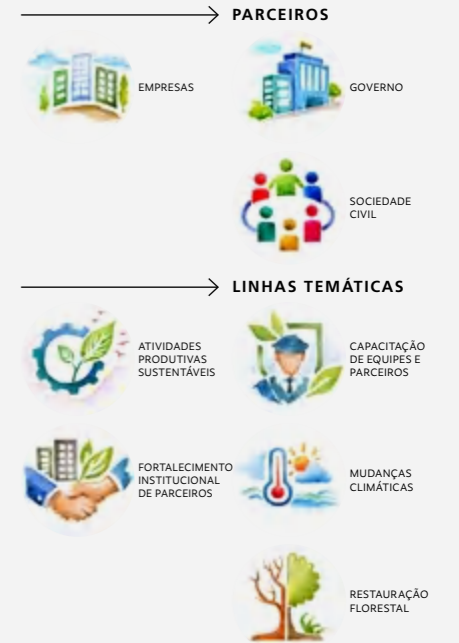 PARCEIROS
EMPRESAS
GOVERNO
SOCIEDADE
CIVIL
LINHAS TEMÁTICAS
ATIVIDADES
PRODUTIVAS
SUSTENTÁVEIS
CAPACITAÇÃO
DE EQUIPES E
PARCEIROS
FORTALECIMENTO
INSTITUCIONAL
DE PARCEIROS
MUDANÇAS
CLIMÁTICAS
RESTAURAÇÃO
FLORESTAL